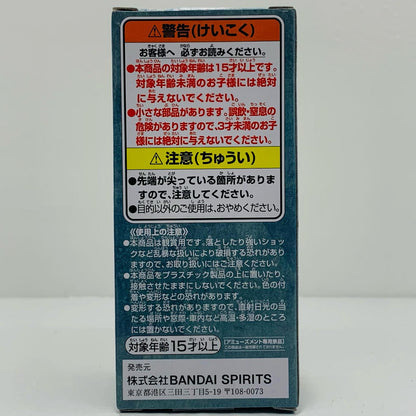 ⚠警告(けいこく)
お客様へ 必ずお読みください。
●本商品の対象年齢は15才以上です。
対象年齢未満のお子様には絶対
に与えないでください。
●小さな部品があります。誤飲・窒息の
危険がありますので、3才未満のお子
様には絶対に与えないでください。
⚠注意(ちゅうい)
●先端が尖っている箇所がありま
すので、注意してください。
●目的以外のご使用は、おやめください。
《使用上の注意》
●本商品は観賞用です。落としたり強いショッ
クなど乱暴な扱いにより破損する恐れがあり
ますので、お取り扱いにはご注意ください。
●本商品をプラスチック製品の上に置いたり、
接触させたままにしないでください。色の付
着や変形などの恐れがあります。
●変形する恐れがありますので、直射日光の当
たる場所や窓際・車内など高温・多湿のところ
には置かないでください。
対象年齢15才以上
【アミューズメント専用景品】
発売元
株式会社BANDAI SPIRITS
東京都港区三田三丁目5-19 〒108-0073